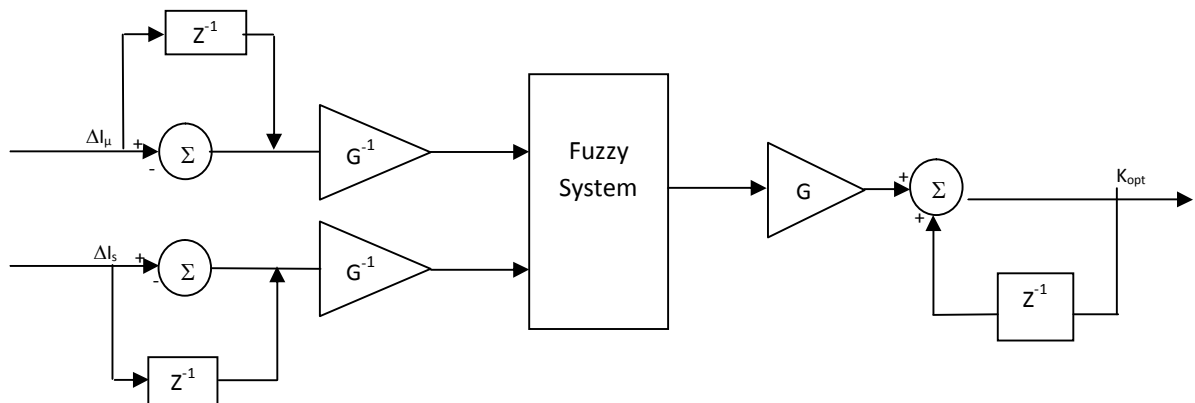 Z⁻¹
ΔIμ + - Σ
G⁻¹
Fuzzy
System
G
+ + Σ
Kopt
ΔIs + - Σ
G⁻¹
Z⁻¹
Z⁻¹